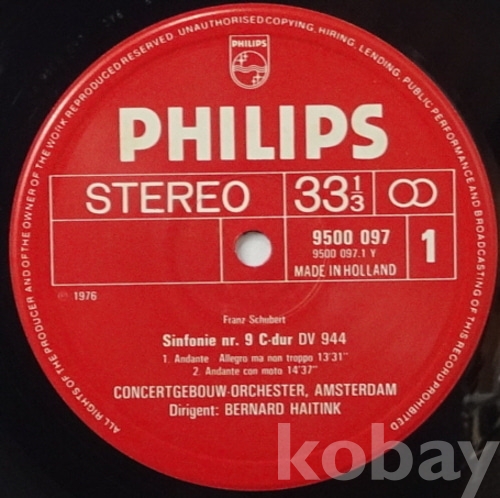 ALL RIGHTS OF THE PRODUCER AND OF THE OWNER OF THE WORK REPRODUCED RESERVED. UNAUTHORISED COPYING, HIRING, LENDING, PUBLIC PERFORMANCE AND BROADCASTING OF THIS RECORD PROHIBITED
PHILIPS
PHILIPS
STEREO
33 1/3
9500 097
9500 097.1 Y
MADE IN HOLLAND
1
℗ 1976
Franz Schubert
Sinfonie nr. 9 C-dur DV 944
1. Andante Allegro ma non troppo 13'31"
2. Andante con moto 14'37"
CONCERTGEBOUW-ORCHESTER, AMSTERDAM
Dirigent: BERNARD HAITINK
kobay